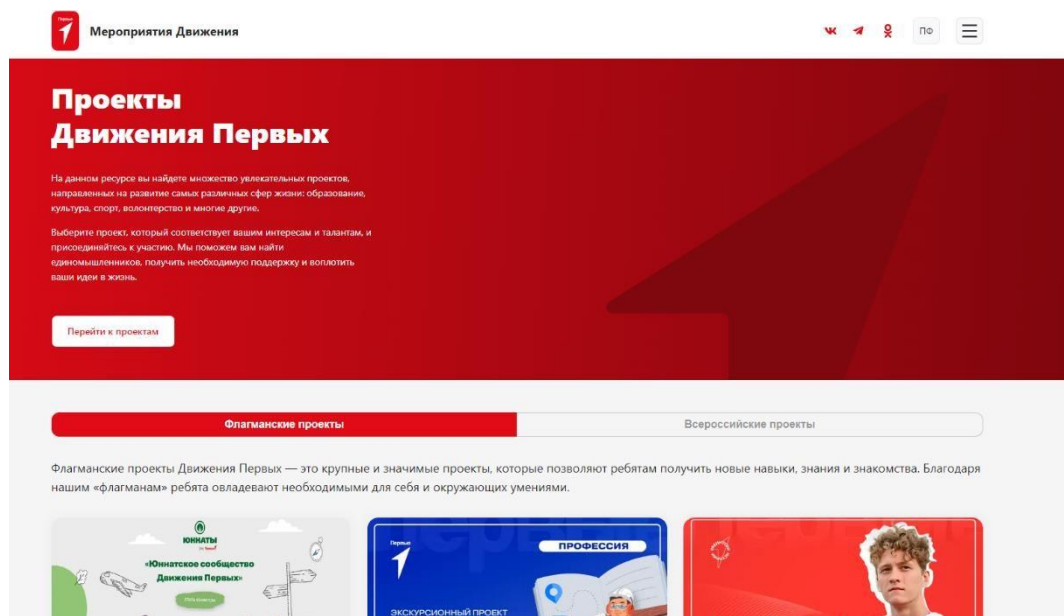 Первые
Мероприятия Движения
ПФ
Проекты
Движения Первых
На данном ресурсе вы найдете множество увлекательных проектов,
направленных на развитие самых различных сфер жизни: образование,
культура, спорт, волонтерство и многие другие.
Выберите проект, который соответствует вашим интересам и талантам, и
присоединяйтесь к участию. Мы поможем вам найти
единомышленников, получить необходимую поддержку и воплотить
ваши идеи в жизнь.
Перейти к проектам
Флагманские проекты
Всероссийские проекты
Флагманские проекты Движения Первых — это крупные и значимые проекты, которые позволяют ребятам получить новые навыки, знания и знакомства. Благодаря
нашим «флагманам» ребята овладевают необходимыми для себя и окружающих умениями.
ЮННАТЫ
«Юннатское сообщество
Движения Первых»
Первые
ПРОФЕССИЯ
ЭКСКУРСИОННЫЙ ПРОЕКТ